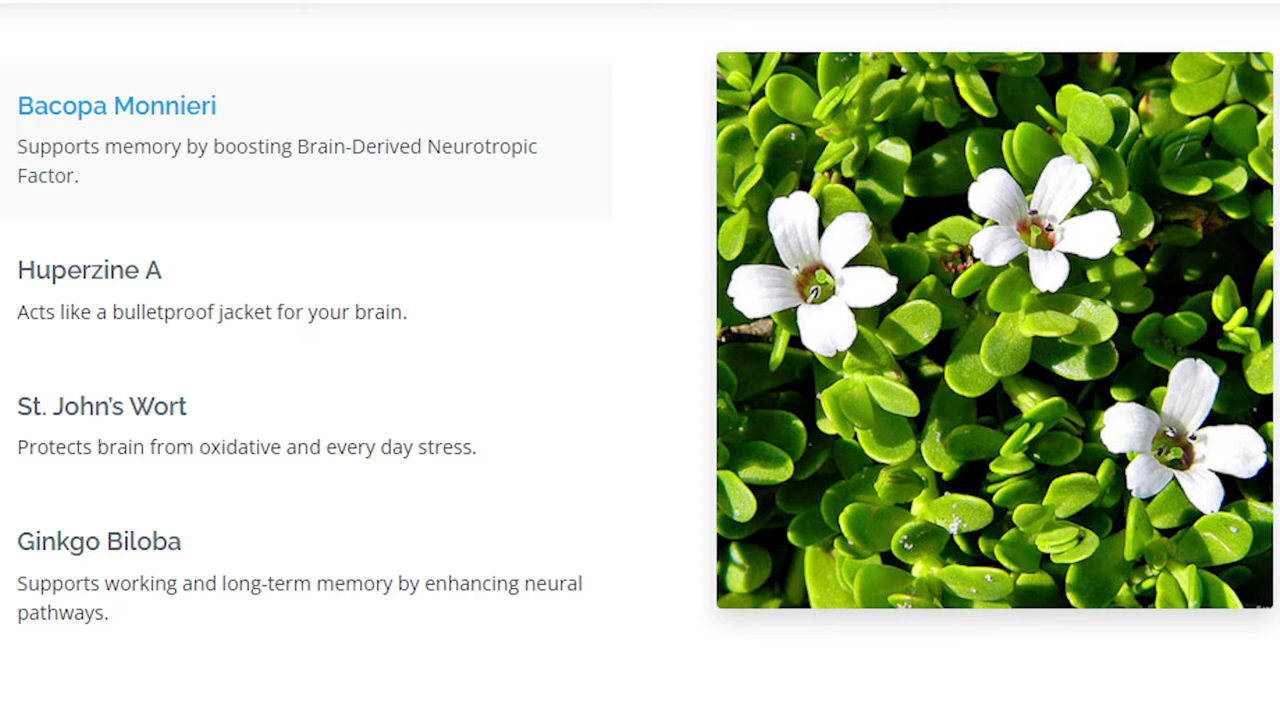 Bacopa Monnieri
Supports memory by boosting Brain-Derived Neurotropic
Factor.
Huperzine A
Acts like a bulletproof jacket for your brain.
St. John’s Wort
Protects brain from oxidative and every day stress.
Ginkgo Biloba
Supports working and long-term memory by enhancing neural
pathways.